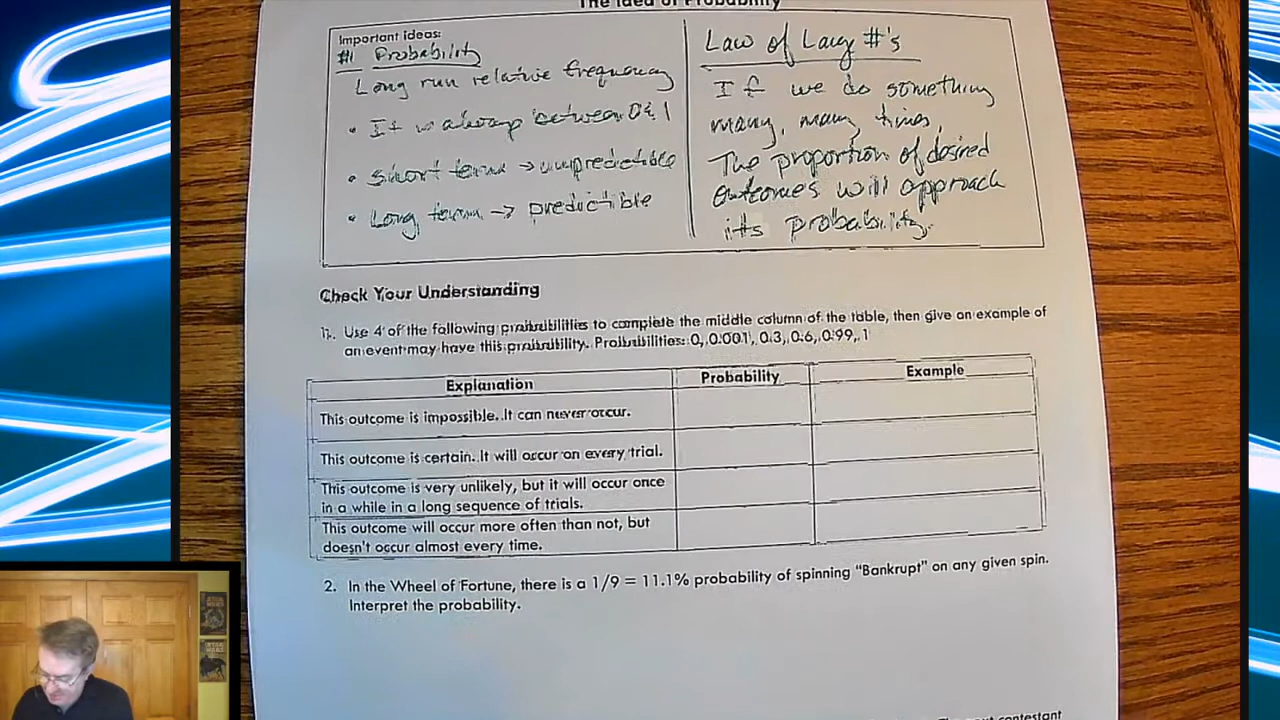 The Idea of Probability
Important ideas:
#1 Probability
Long run relative frequency
• It is always between 0 & 1
• short term → unpredictable
• Long term → predictible
Law of Large #'s
If we do something
many, many times,
The proportion of desired
outcomes will approach
its probability.
Check Your Understanding
1. Use 4 of the following probabilities to complete the middle column of the table, then give an example of
an event may have this probability. Probabilities: 0, 0.001, 0.3, 0.6, 0.99, 1
Explanation Probability Example
This outcome is impossible. It can never occur.
This outcome is certain. It will occur on every trial.
This outcome is very unlikely, but it will occur once
in a while in a long sequence of trials.
This outcome will occur more often than not, but
doesn't occur almost every time.
2. In the Wheel of Fortune, there is a 1/9 = 11.1% probability of spinning "Bankrupt" on any given spin.
Interpret the probability.
contestant